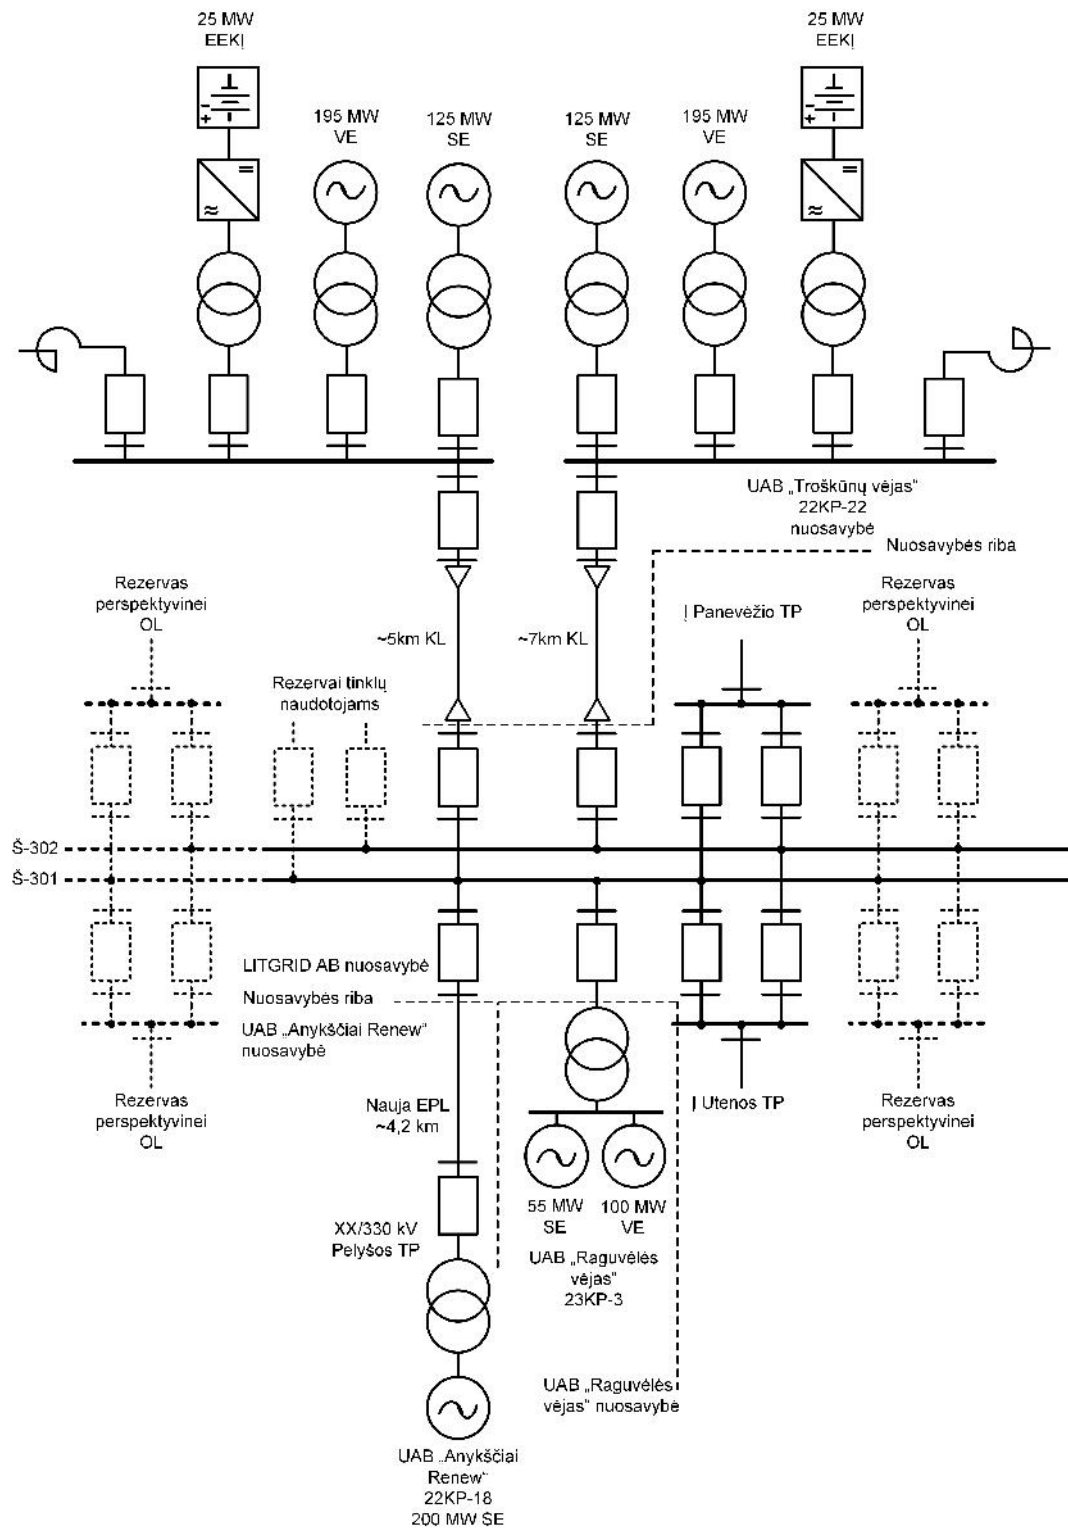 25 MW
EEKĮ
25 MW
EEKĮ
195 MW
VE
125 MW
SE
125 MW
SE
195 MW
VE
UAB „Troškūnų vėjas“
22KP-22
nuosavybė
Nuosavybės riba
Rezervas
perspektyvinei
OL
~5km KL
~7km KL
Į Panevėžio TP
Rezervas
perspektyvinei
OL
Rezervai tinklų
naudotojams
Š-302
Š-301
LITGRID AB nuosavybė
Nuosavybės riba
UAB „Anykščiai Renew“
nuosavybė
Rezervas
perspektyvinei
OL
Nauja EPL
~4,2 km
Į Utenos TP
Rezervas
perspektyvinei
OL
55 MW
SE
100 MW
VE
XX/330 kV
Pelyšos TP
UAB „Raguvėlės
vėjas“
23KP-3
UAB „Raguvėlės
vėjas“ nuosavybė
UAB „Anykščiai
Renew“
22KP-18
200 MW SE